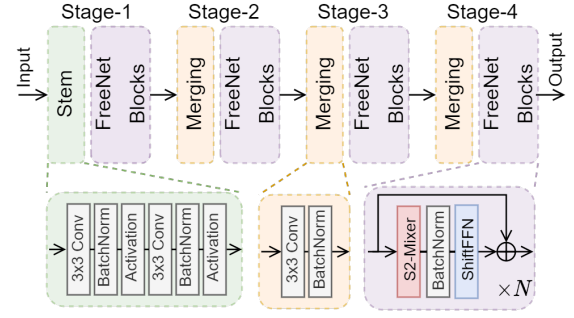 Stage-1
Stage-2
Stage-3
Stage-4
Input
Stem
FreeNet
Blocks
Merging
FreeNet
Blocks
Merging
FreeNet
Blocks
Merging
FreeNet
Blocks
Output
3x3 Conv
BatchNorm
Activation
3x3 Conv
BatchNorm
Activation
3x3 Conv
BatchNorm
S2-Mixer
BatchNorm
ShiftFFN
×N